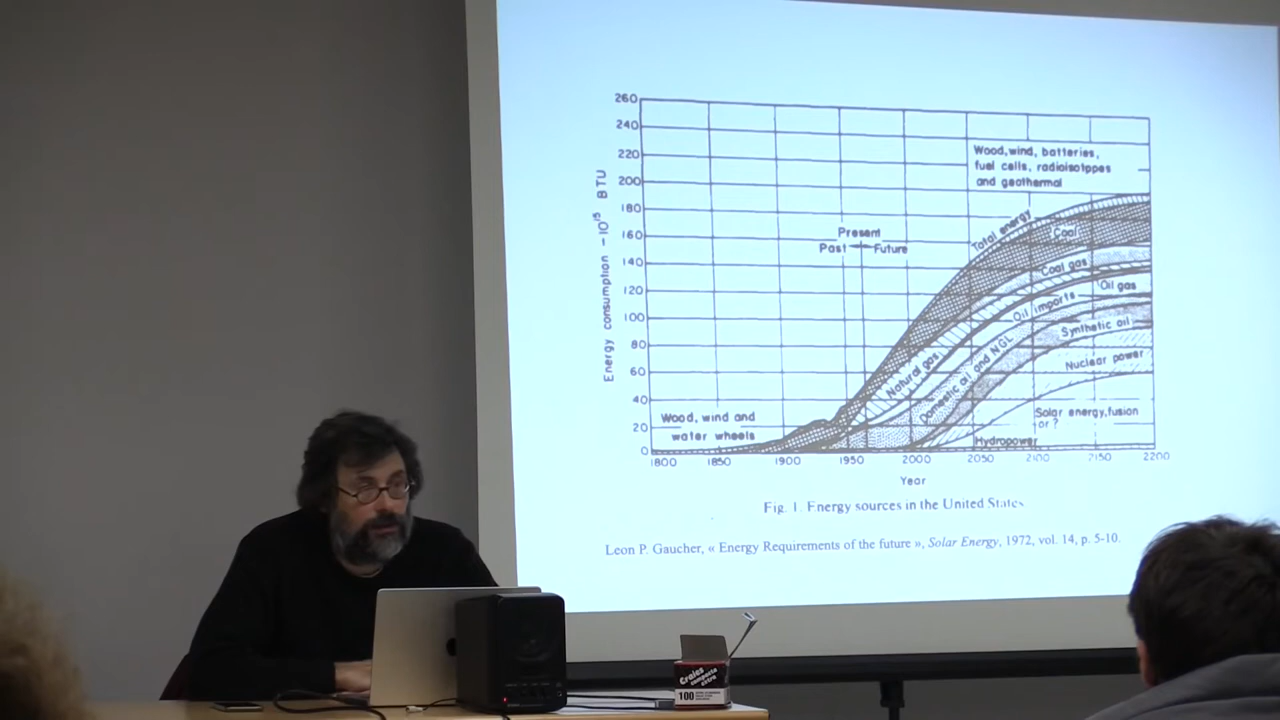 260
240
220
200
180
160
140
120
100
80
60
40
20
0
Energy consumption – 10¹⁵ BTU
Wood, wind, batteries,
fuel cells, radioisotopes
and geothermal
Present
Past
Future
Total energy
Coal
Coal gas
Oil gas
Oil imports
Natural gas
Domestic oil and NGL
Synthetic oil
Nuclear power
Solar energy, fusion
or ?
Hydropower
Wood, wind and
water wheels
1800 1850 1900 1950 2000 2050 2100 2150 2200
Year
Fig. 1. Energy sources in the United States
Leon P. Gaucher, « Energy Requirements of the future », Solar Energy, 1972, vol. 14, p. 5-10.
Craies
100